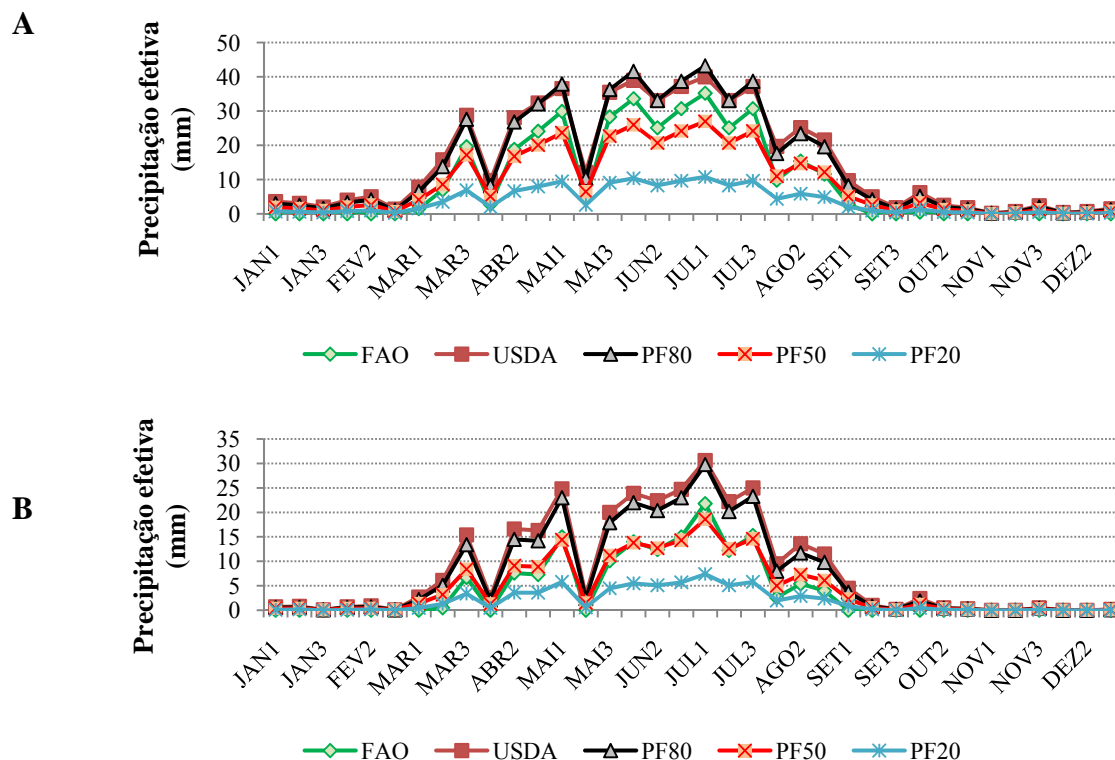 A
Precipitação efetiva
(mm)
50
40
30
20
10
0
JAN1 JAN3 FEV2 MAR1 MAR3 ABR2 MAI1 MAI3 JUN2 JUL1 JUL3 AGO2 SET1 SET3 OUT2 NOV1 NOV3 DEZ2
FAO USDA PF80 PF50 PF20
B
Precipitação efetiva
(mm)
35
30
25
20
15
10
5
0
JAN1 JAN3 FEV2 MAR1 MAR3 ABR2 MAI1 MAI3 JUN2 JUL1 JUL3 AGO2 SET1 SET3 OUT2 NOV1 NOV3 DEZ2
FAO USDA PF80 PF50 PF20